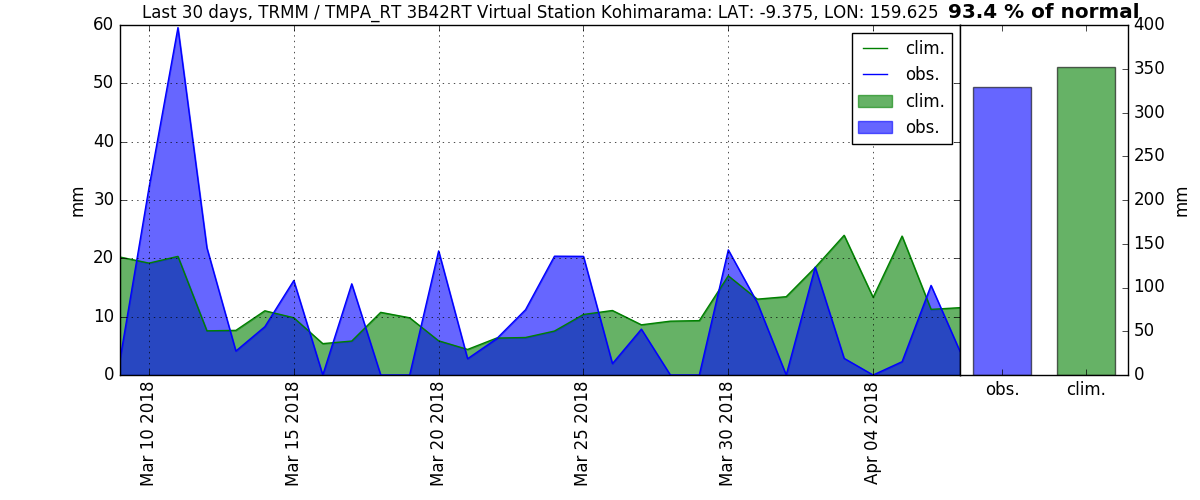 Last 30 days, TRMM / TMPA_RT 3B42RT Virtual Station Kohimarama: LAT: -9.375, LON: 159.625
93.4 % of normal
clim.
obs.
clim.
obs.
60
50
40
30
20
10
0
mm
Mar 10 2018
Mar 15 2018
Mar 20 2018
Mar 25 2018
Mar 30 2018
Apr 04 2018
400
350
300
250
200
150
100
50
0
mm
obs.
clim.